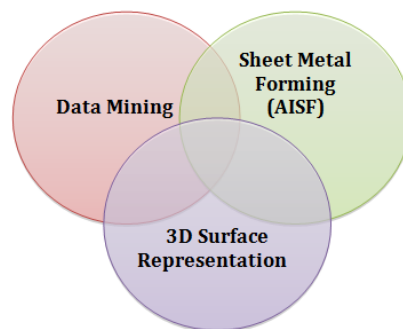 Data Mining
Sheet Metal
Forming
(AISF)
3D Surface
Representation